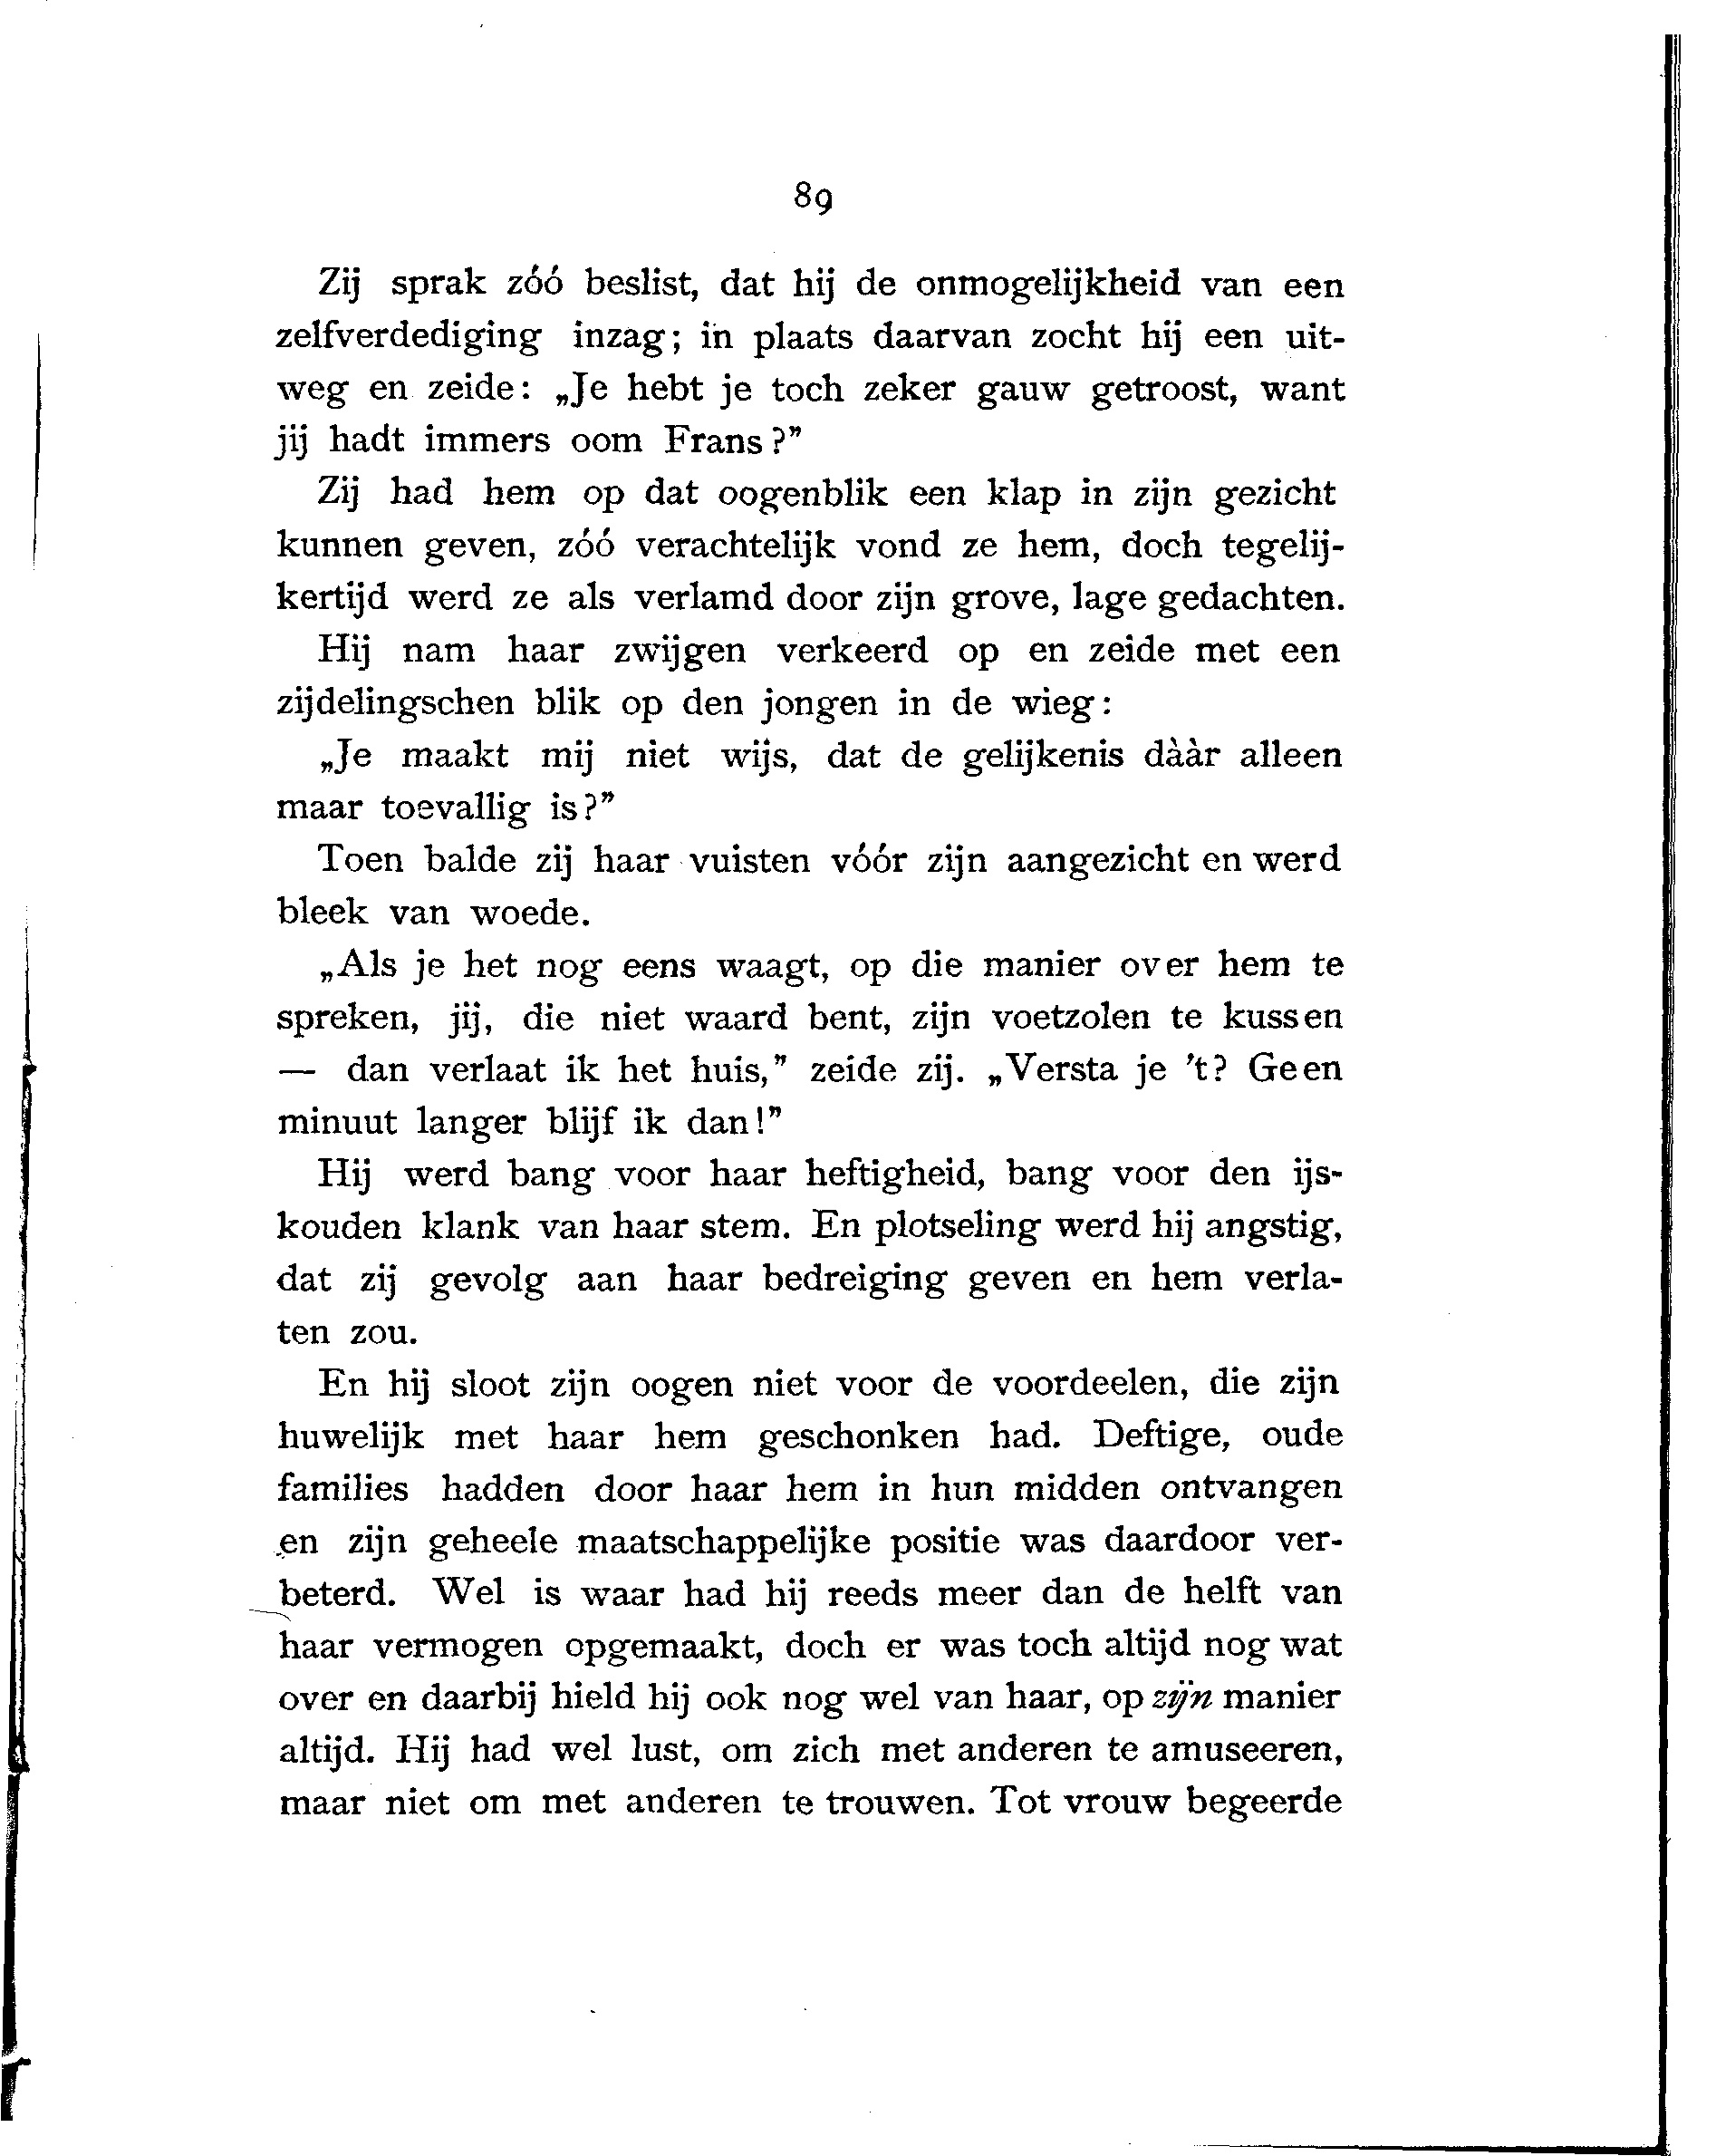 89
Zij sprak zóó beslist, dat hij de onmogelijkheid van een
zelfverdediging inzag; in plaats daarvan zocht hij een uit-
weg en zeide: „Je hebt je toch zeker gauw getroost, want
jij hadt immers oom Frans?”
Zij had hem op dat oogenblik een klap in zijn gezicht
kunnen geven, zóó verachtelijk vond ze hem, doch tegelij-
kertijd werd ze als verlamd door zijn grove, lage gedachten.
Hij nam haar zwijgen verkeerd op en zeide met een
zijdelingschen blik op den jongen in de wieg:
„Je maakt mij niet wijs, dat de gelijkenis dààr alleen
maar toevallig is?”
Toen balde zij haar vuisten vóór zijn aangezicht en werd
bleek van woede.
„Als je het nog eens waagt, op die manier over hem te
spreken, jij, die niet waard bent, zijn voetzolen te kussen
— dan verlaat ik het huis,” zeide zij. „Versta je 't? Geen
minuut langer blijf ik dan!”
Hij werd bang voor haar heftigheid, bang voor den ijs-
kouden klank van haar stem. En plotseling werd hij angstig,
dat zij gevolg aan haar bedreiging geven en hem verla-
ten zou.
En hij sloot zijn oogen niet voor de voordeelen, die zijn
huwelijk met haar hem geschonken had. Deftige, oude
families hadden door haar hem in hun midden ontvangen
en zijn geheele maatschappelijke positie was daardoor ver-
beterd. Wel is waar had hij reeds meer dan de helft van
haar vermogen opgemaakt, doch er was toch altijd nog wat
over en daarbij hield hij ook nog wel van haar, op zijn manier
altijd. Hij had wel lust, om zich met anderen te amuseeren,
maar niet om met anderen te trouwen. Tot vrouw begeerde